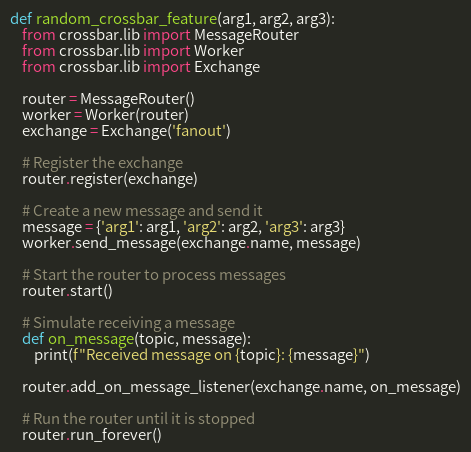 def random_crossbar_feature(arg1, arg2, arg3):
    from crossbar.lib import MessageRouter
    from crossbar.lib import Worker
    from crossbar.lib import Exchange

    router = MessageRouter()
    worker = Worker(router)
    exchange = Exchange('fanout')

    # Register the exchange
    router.register(exchange)

    # Create a new message and send it
    message = {'arg1': arg1, 'arg2': arg2, 'arg3': arg3}
    worker.send_message(exchange.name, message)

    # Start the router to process messages
    router.start()

    # Simulate receiving a message
    def on_message(topic, message):
        print(f"Received message on {topic}: {message}")

    router.add_on_message_listener(exchange.name, on_message)

    # Run the router until it is stopped
    router.run_forever()